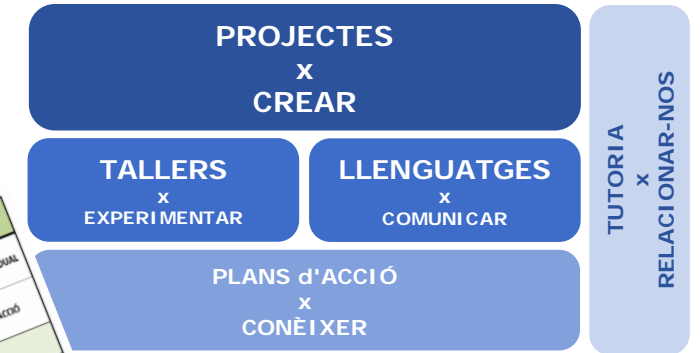 PROJECTES
x
CREAR
TALLERS
x
EXPERIMENTAR
LLENGUATGES
x
COMUNICAR
PLANS d'ACCIÓ
x
CONÈIXER
TUTORIA
x
RELACIONAR-NOS